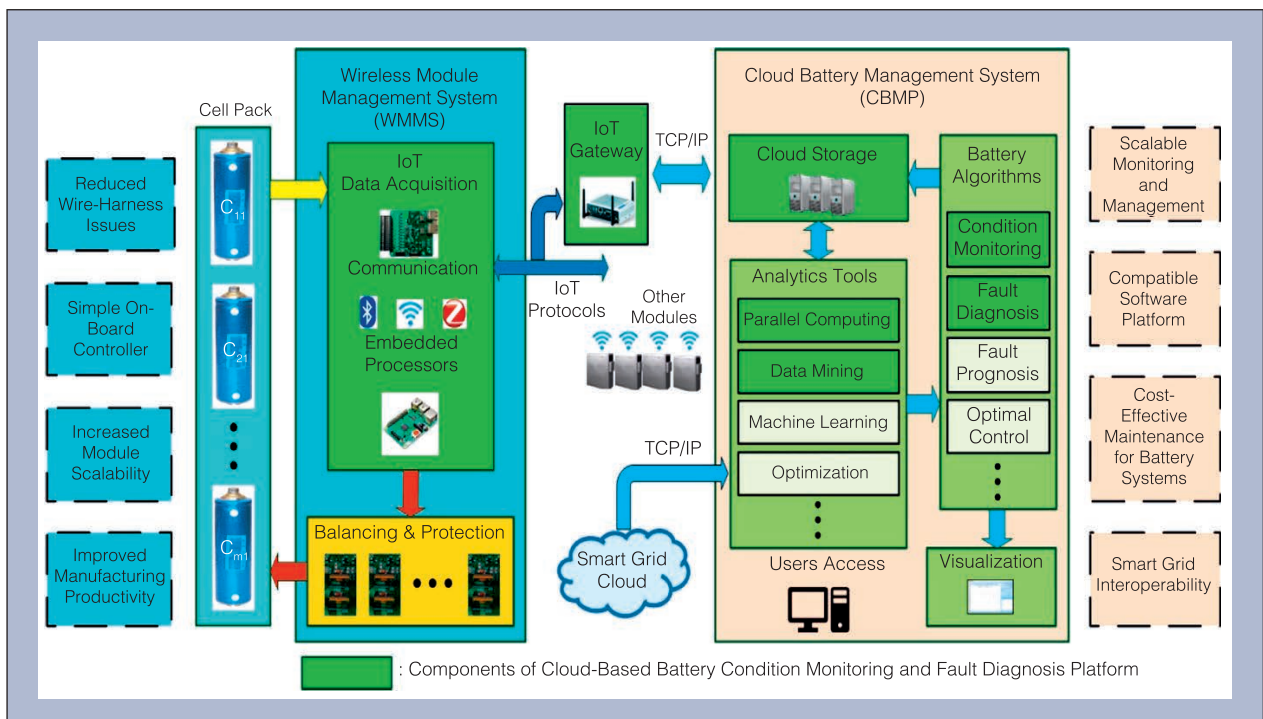 Reduced
Wire-Harness
Issues
Simple On-
Board
Controller
Increased
Module
Scalability
Improved
Manufacturing
Productivity
Cell Pack
C11
C21
Cm1
Wireless Module
Management System
(WMMS)
IoT
Data Acquisition
Communication
Embedded
Processors
Balancing & Protection
IoT
Gateway
TCP/IP
IoT
Protocols
Other
Modules
TCP/IP
Smart Grid
Cloud
Cloud Battery Management System
(CBMP)
Cloud Storage
Analytics Tools
Parallel Computing
Data Mining
Machine Learning
Optimization
Users Access
Battery
Algorithms
Condition
Monitoring
Fault
Diagnosis
Fault
Prognosis
Optimal
Control
Visualization
Scalable
Monitoring
and
Management
Compatible
Software
Platform
Cost-
Effective
Maintenance
for Battery
Systems
Smart Grid
Interoperability
: Components of Cloud-Based Battery Condition Monitoring and Fault Diagnosis Platform